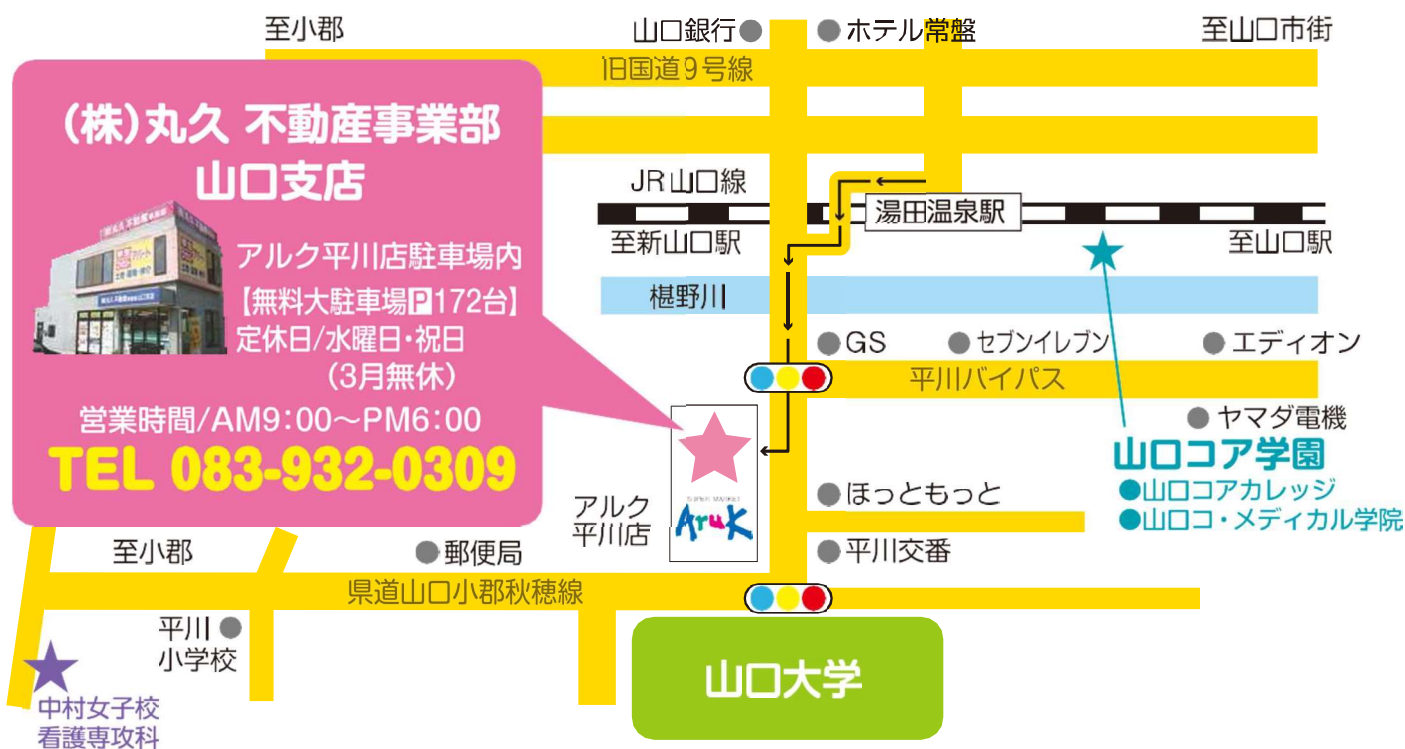 至小郡
山口銀行
ホテル常盤
至山口市街
旧国道9号線
(株)丸久 不動産事業部
山口支店
アルク平川店駐車場内
【無料大駐車場P172台】
定休日/水曜日・祝日
(3月無休)
営業時間/AM9:00〜PM6:00
TEL 083-932-0309
JR山口線
湯田温泉駅
至新山口駅
至山口駅
椹野川
GS
セブンイレブン
エディオン
平川バイパス
ヤマダ電機
山口コア学園
●山口コアカレッジ
●山口コ・メディカル学院
SUPER MARKET
Aruk
アルク
平川店
ほっともっと
平川交番
至小郡
郵便局
県道山口小郡秋穂線
平川
小学校
山口大学
中村女子校
看護専攻科